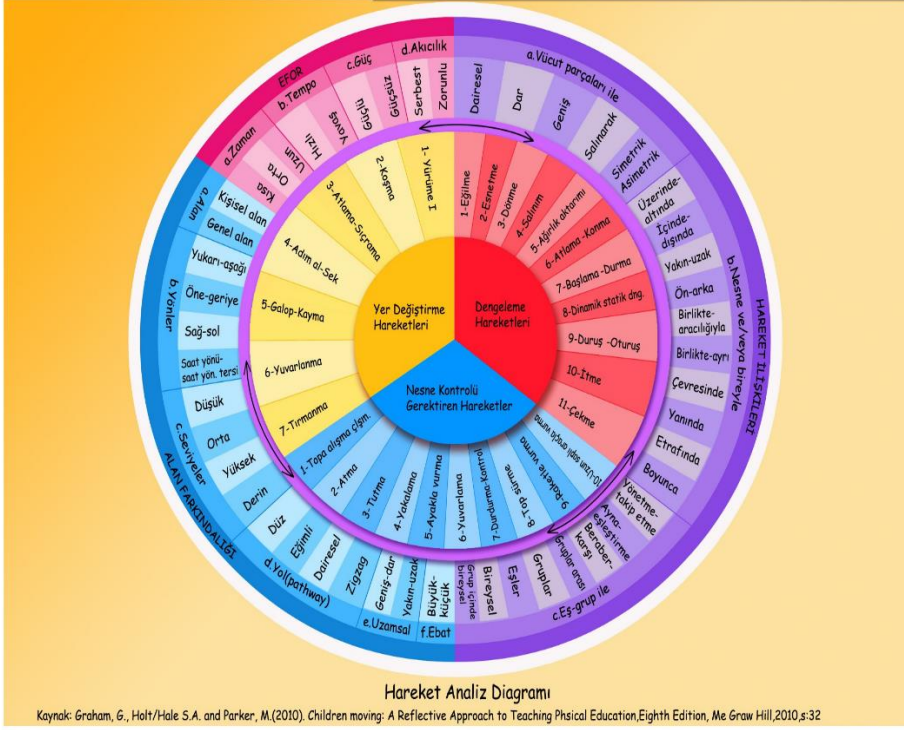 EFOR
a.Zaman
Kısa
Orta
Uzun
b.Tempo
Hızlı
Yavaş
c.Güç
Güçlü
Güçsüz
d.Akıcılık
Serbest
Zorunlu
HAREKET İLİŞKİLERİ
a.Vücut parçaları ile
Dairesel
Dar
Geniş
Salınarak
Simetrik
Asimetrik
b.Nesne ve/veya bireyle
Üzerinde-
altında
İçinde-
dışında
Yakın-uzak
Ön-arka
Birlikte-
aracılığıyla
Birlikte-ayrı
Çevresinde
Yanında
Etrafında
Boyunca
c.Eş-grup ile
Yönetme-
takip etme
Ayna-
eşleştirme
Beraber-
karşı
Gruplar arası
Gruplar
Eşler
Bireysel
Grup içinde
bireysel
ALAN FARKINDALIĞI
a.Alan
Kişisel alan
Genel alan
b.Yönler
Yukarı-aşağı
Öne-geriye
Sağ-sol
Saat yönü-
saat yön. tersi
c.Seviyeler
Düşük
Orta
Yüksek
Derin
d.Yol(pathway)
Düz
Eğimli
Dairesel
Zigzag
e.Uzamsal
Geniş-dar
Yakın-uzak
f.Ebat
Büyük-
küçük
Yer Değiştirme
Hareketleri
1- Yürüme I
2-Koşma
3-Atlama-Sıçrama
4-Adım al-Sek
5-Galop-Kayma
6-Yuvarlanma
7-Tırmanma
Dengeleme
Hareketleri
1-Eğilme
2-Esnetme
3-Dönme
4-Salınım
5-Ağırlık aktarımı
6-Atlama -Konma
7-Başlama -Durma
8-Dinamik statik dng.
9-Duruş -Oturuş
10-İtme
11-Çekme
Nesne Kontrolü
Gerektiren Hareketler
1-Topa alışma çlşm.
2-Atma
3-Tutma
4-Yakalama
5-Ayakla vurma
6-Yuvarlama
7-Durdurma-Kontrol
8-Top sürme
9-Raketle vurma
10-Uzun saplı araçla vurma
Hareket Analiz Diagramı
Kaynak: Graham, G., Holt/Hale S.A. and Parker, M.(2010). Children moving: A Reflective Approach to Teaching Phsical Education,Eighth Edition, Me Graw Hill,2010,s:32